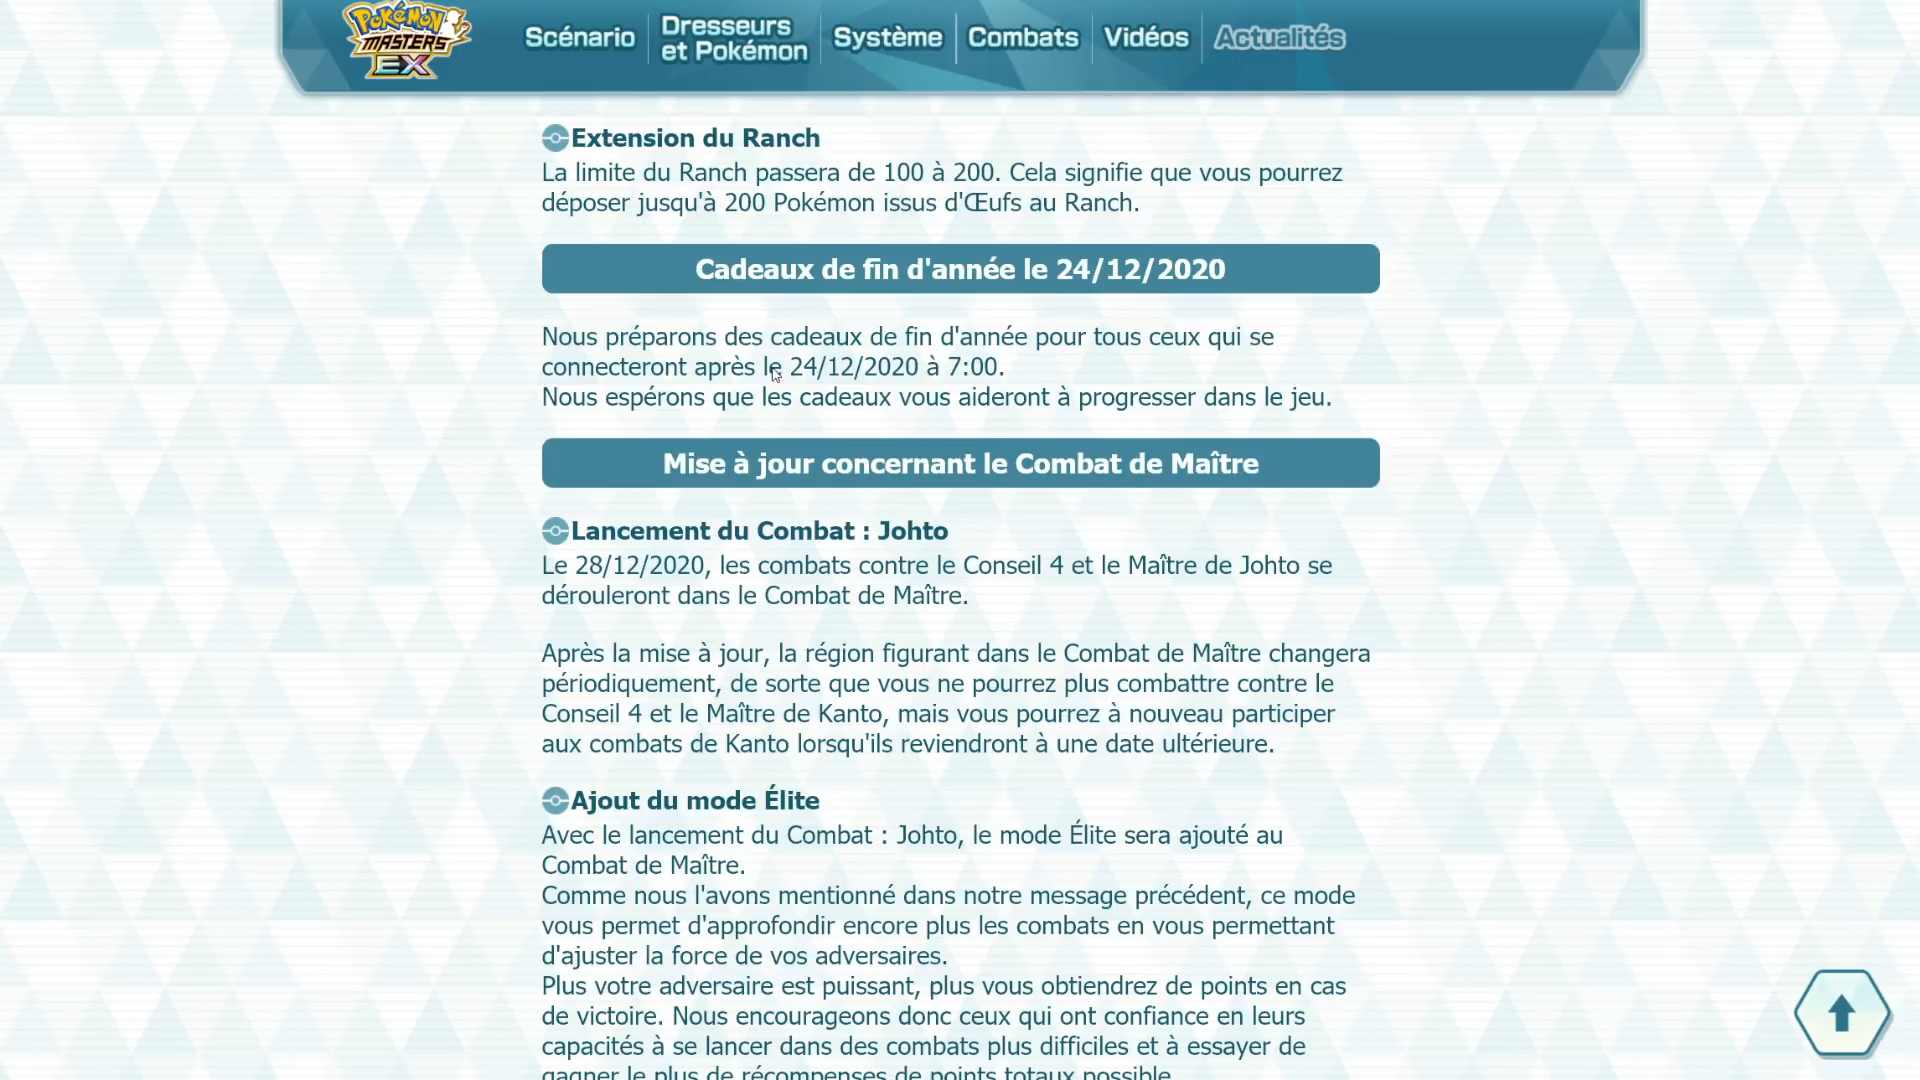 Pokémon
MASTERS
EX
Scénario
Dresseurs
et Pokémon
Système
Combats
Vidéos
Actualités
Extension du Ranch
La limite du Ranch passera de 100 à 200. Cela signifie que vous pourrez
déposer jusqu'à 200 Pokémon issus d'Œufs au Ranch.
Cadeaux de fin d'année le 24/12/2020
Nous préparons des cadeaux de fin d'année pour tous ceux qui se
connecteront après le 24/12/2020 à 7:00.
Nous espérons que les cadeaux vous aideront à progresser dans le jeu.
Mise à jour concernant le Combat de Maître
Lancement du Combat : Johto
Le 28/12/2020, les combats contre le Conseil 4 et le Maître de Johto se
dérouleront dans le Combat de Maître.
Après la mise à jour, la région figurant dans le Combat de Maître changera
périodiquement, de sorte que vous ne pourrez plus combattre contre le
Conseil 4 et le Maître de Kanto, mais vous pourrez à nouveau participer
aux combats de Kanto lorsqu'ils reviendront à une date ultérieure.
Ajout du mode Élite
Avec le lancement du Combat : Johto, le mode Élite sera ajouté au
Combat de Maître.
Comme nous l'avons mentionné dans notre message précédent, ce mode
vous permet d'approfondir encore plus les combats en vous permettant
d'ajuster la force de vos adversaires.
Plus votre adversaire est puissant, plus vous obtiendrez de points en cas
de victoire. Nous encourageons donc ceux qui ont confiance en leurs
capacités à se lancer dans des combats plus difficiles et à essayer de
gagner le plus de récompenses de points totaux possible.